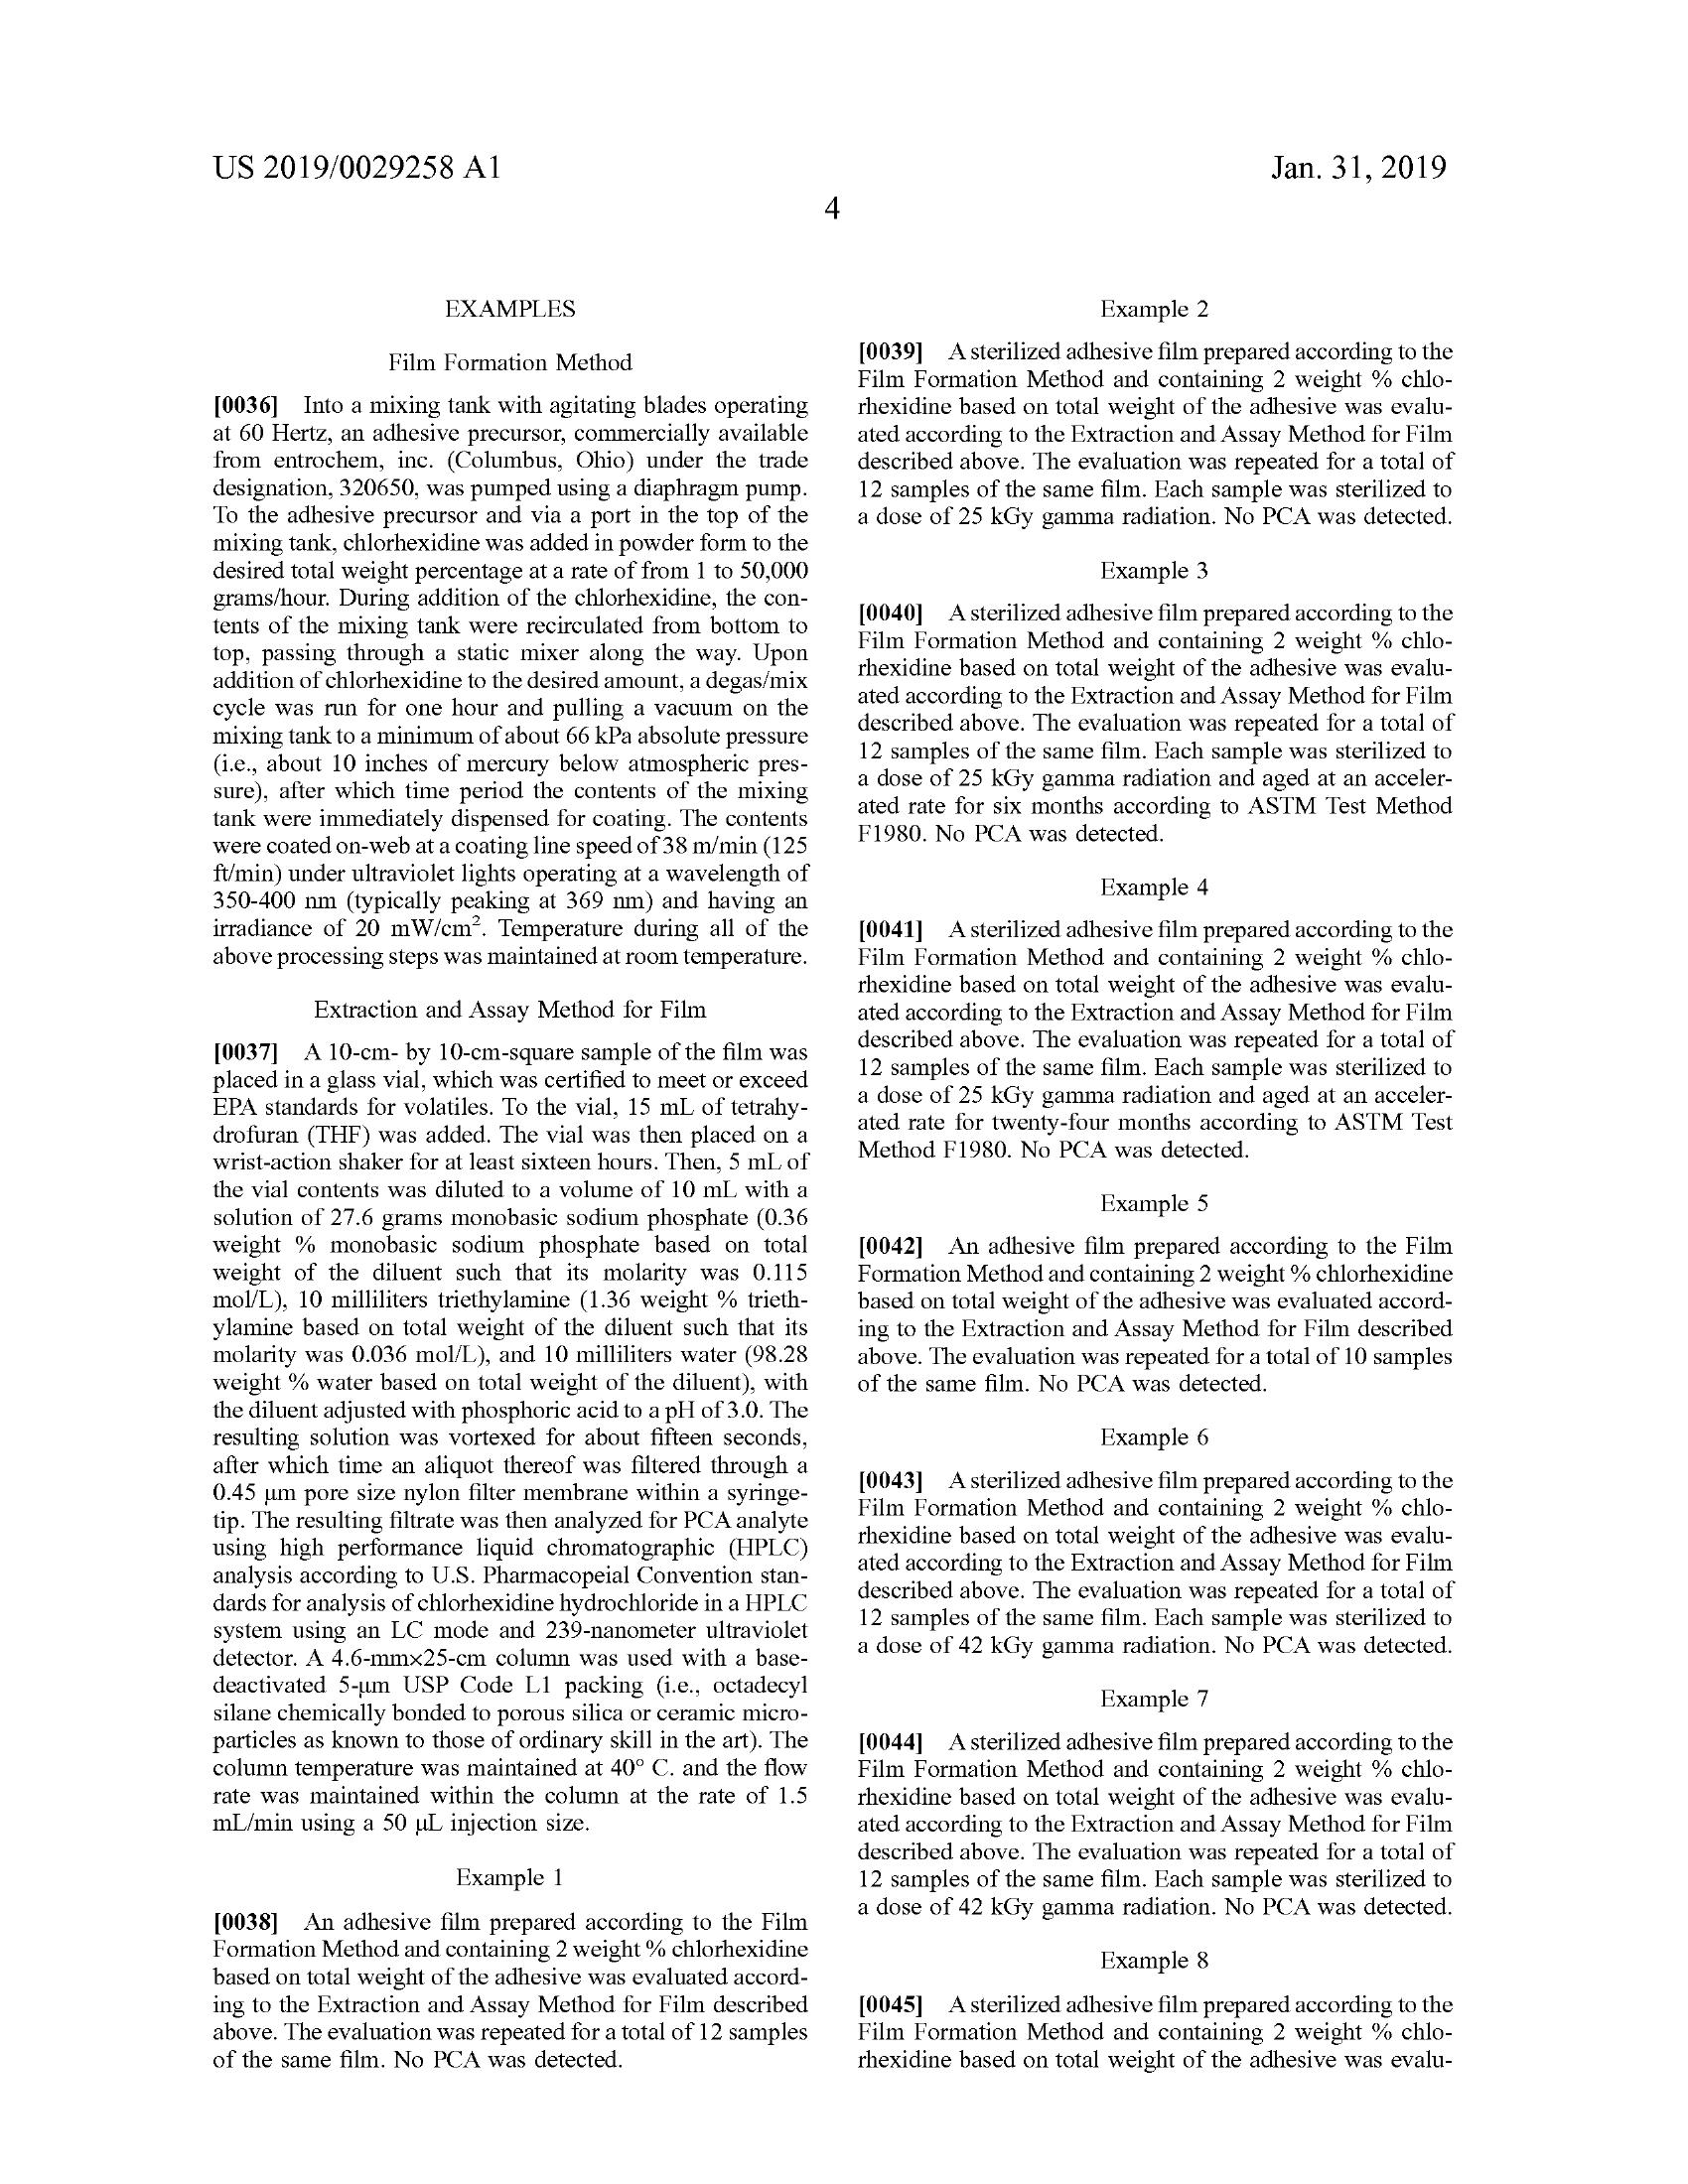 US 2019/0029258 A1
Jan. 31, 2019
4
EXAMPLES
Film Formation Method
[0036] Into a mixing tank with agitating blades operating
at 60 Hertz, an adhesive precursor, commercially available
from entrochem, inc. (Columbus, Ohio) under the trade
designation, 320650, was pumped using a diaphragm pump.
To the adhesive precursor and via a port in the top of the
mixing tank, chlorhexidine was added in powder form to the
desired total weight percentage at a rate of from 1 to 50,000
grams/hour. During addition of the chlorhexidine, the con-
tents of the mixing tank were recirculated from bottom to
top, passing through a static mixer along the way. Upon
addition of chlorhexidine to the desired amount, a degas/mix
cycle was run for one hour and pulling a vacuum on the
mixing tank to a minimum of about 66 kPa absolute pressure
(i.e., about 10 inches of mercury below atmospheric pres-
sure), after which time period the contents of the mixing
tank were immediately dispensed for coating. The contents
were coated on-web at a coating line speed of 38 m/min (125
ft/min) under ultraviolet lights operating at a wavelength of
350-400 nm (typically peaking at 369 nm) and having an
irradiance of 20 mW/cm². Temperature during all of the
above processing steps was maintained at room temperature.
Extraction and Assay Method for Film
[0037] A 10-cm- by 10-cm-square sample of the film was
placed in a glass vial, which was certified to meet or exceed
EPA standards for volatiles. To the vial, 15 mL of tetrahy-
drofuran (THF) was added. The vial was then placed on a
wrist-action shaker for at least sixteen hours. Then, 5 mL of
the vial contents was diluted to a volume of 10 mL with a
solution of 27.6 grams monobasic sodium phosphate (0.36
weight % monobasic sodium phosphate based on total
weight of the diluent such that its molarity was 0.115
mol/L), 10 milliliters triethylamine (1.36 weight % trieth-
ylamine based on total weight of the diluent such that its
molarity was 0.036 mol/L), and 10 milliliters water (98.28
weight % water based on total weight of the diluent), with
the diluent adjusted with phosphoric acid to a pH of 3.0. The
resulting solution was vortexed for about fifteen seconds,
after which time an aliquot thereof was filtered through a
0.45 μm pore size nylon filter membrane within a syringe-
tip. The resulting filtrate was then analyzed for PCA analyte
using high performance liquid chromatographic (HPLC)
analysis according to U.S. Pharmacopeial Convention stan-
dards for analysis of chlorhexidine hydrochloride in a HPLC
system using an LC mode and 239-nanometer ultraviolet
detector. A 4.6-mmx25-cm column was used with a base-
deactivated 5-μm USP Code L1 packing (i.e., octadecyl
silane chemically bonded to porous silica or ceramic micro-
particles as known to those of ordinary skill in the art). The
column temperature was maintained at 40° C. and the flow
rate was maintained within the column at the rate of 1.5
mL/min using a 50 μL injection size.
Example 1
[0038] An adhesive film prepared according to the Film
Formation Method and containing 2 weight % chlorhexidine
based on total weight of the adhesive was evaluated accord-
ing to the Extraction and Assay Method for Film described
above. The evaluation was repeated for a total of 12 samples
of the same film. No PCA was detected.
Example 2
[0039] A sterilized adhesive film prepared according to the
Film Formation Method and containing 2 weight % chlo-
rhexidine based on total weight of the adhesive was evalu-
ated according to the Extraction and Assay Method for Film
described above. The evaluation was repeated for a total of
12 samples of the same film. Each sample was sterilized to
a dose of 25 kGy gamma radiation. No PCA was detected.
Example 3
[0040] A sterilized adhesive film prepared according to the
Film Formation Method and containing 2 weight % chlo-
rhexidine based on total weight of the adhesive was evalu-
ated according to the Extraction and Assay Method for Film
described above. The evaluation was repeated for a total of
12 samples of the same film. Each sample was sterilized to
a dose of 25 kGy gamma radiation and aged at an acceler-
ated rate for six months according to ASTM Test Method
F1980. No PCA was detected.
Example 4
[0041] A sterilized adhesive film prepared according to the
Film Formation Method and containing 2 weight % chlo-
rhexidine based on total weight of the adhesive was evalu-
ated according to the Extraction and Assay Method for Film
described above. The evaluation was repeated for a total of
12 samples of the same film. Each sample was sterilized to
a dose of 25 kGy gamma radiation and aged at an acceler-
ated rate for twenty-four months according to ASTM Test
Method F1980. No PCA was detected.
Example 5
[0042] An adhesive film prepared according to the Film
Formation Method and containing 2 weight % chlorhexidine
based on total weight of the adhesive was evaluated accord-
ing to the Extraction and Assay Method for Film described
above. The evaluation was repeated for a total of 10 samples
of the same film. No PCA was detected.
Example 6
[0043] A sterilized adhesive film prepared according to the
Film Formation Method and containing 2 weight % chlo-
rhexidine based on total weight of the adhesive was evalu-
ated according to the Extraction and Assay Method for Film
described above. The evaluation was repeated for a total of
12 samples of the same film. Each sample was sterilized to
a dose of 42 kGy gamma radiation. No PCA was detected.
Example 7
[0044] A sterilized adhesive film prepared according to the
Film Formation Method and containing 2 weight % chlo-
rhexidine based on total weight of the adhesive was evalu-
ated according to the Extraction and Assay Method for Film
described above. The evaluation was repeated for a total of
12 samples of the same film. Each sample was sterilized to
a dose of 42 kGy gamma radiation. No PCA was detected.
Example 8
[0045] A sterilized adhesive film prepared according to the
Film Formation Method and containing 2 weight % chlo-
rhexidine based on total weight of the adhesive was evalu-